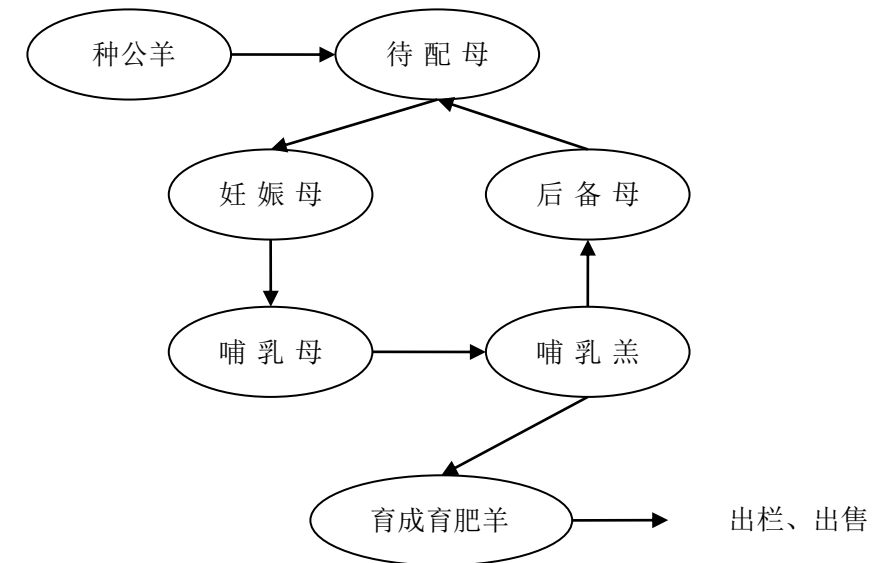 种公羊
待 配 母
妊 娠 母
后 备 母
哺 乳 母
哺 乳 羔
育成育肥羊
出栏、出售